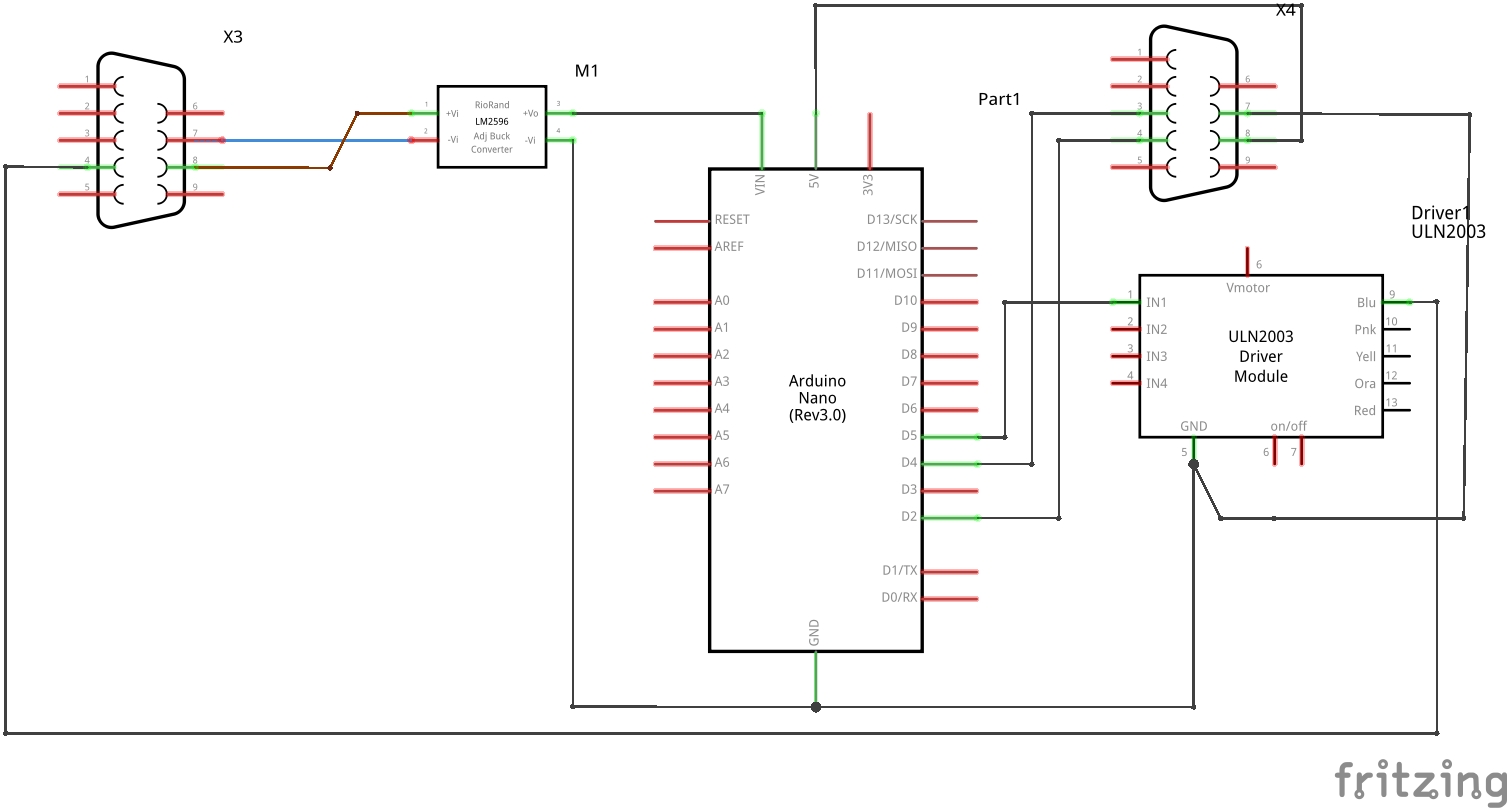 X3
1
2
3
4
5
6
7
8
9
M1
RioRand
LM2596
Adj Buck
Converter
1
+Vi
2
-Vi
3
+Vo
4
-Vi
Part1
VIN
5V
3V3
RESET
AREF
A0
A1
A2
A3
A4
A5
A6
A7
Arduino
Nano
(Rev3.0)
D13/SCK
D12/MISO
D11/MOSI
D10
D9
D8
D7
D6
D5
D4
D3
D2
D1/TX
D0/RX
GND
X4
1
2
3
4
5
6
7
8
9
Driver1
ULN2003
6
Vmotor
1 IN1
2 IN2
3 IN3
4 IN4
ULN2003
Driver
Module
Blu 9
Pnk 10
Yell 11
Ora 12
Red 13
GND
on/off
5
6
7
fritzing